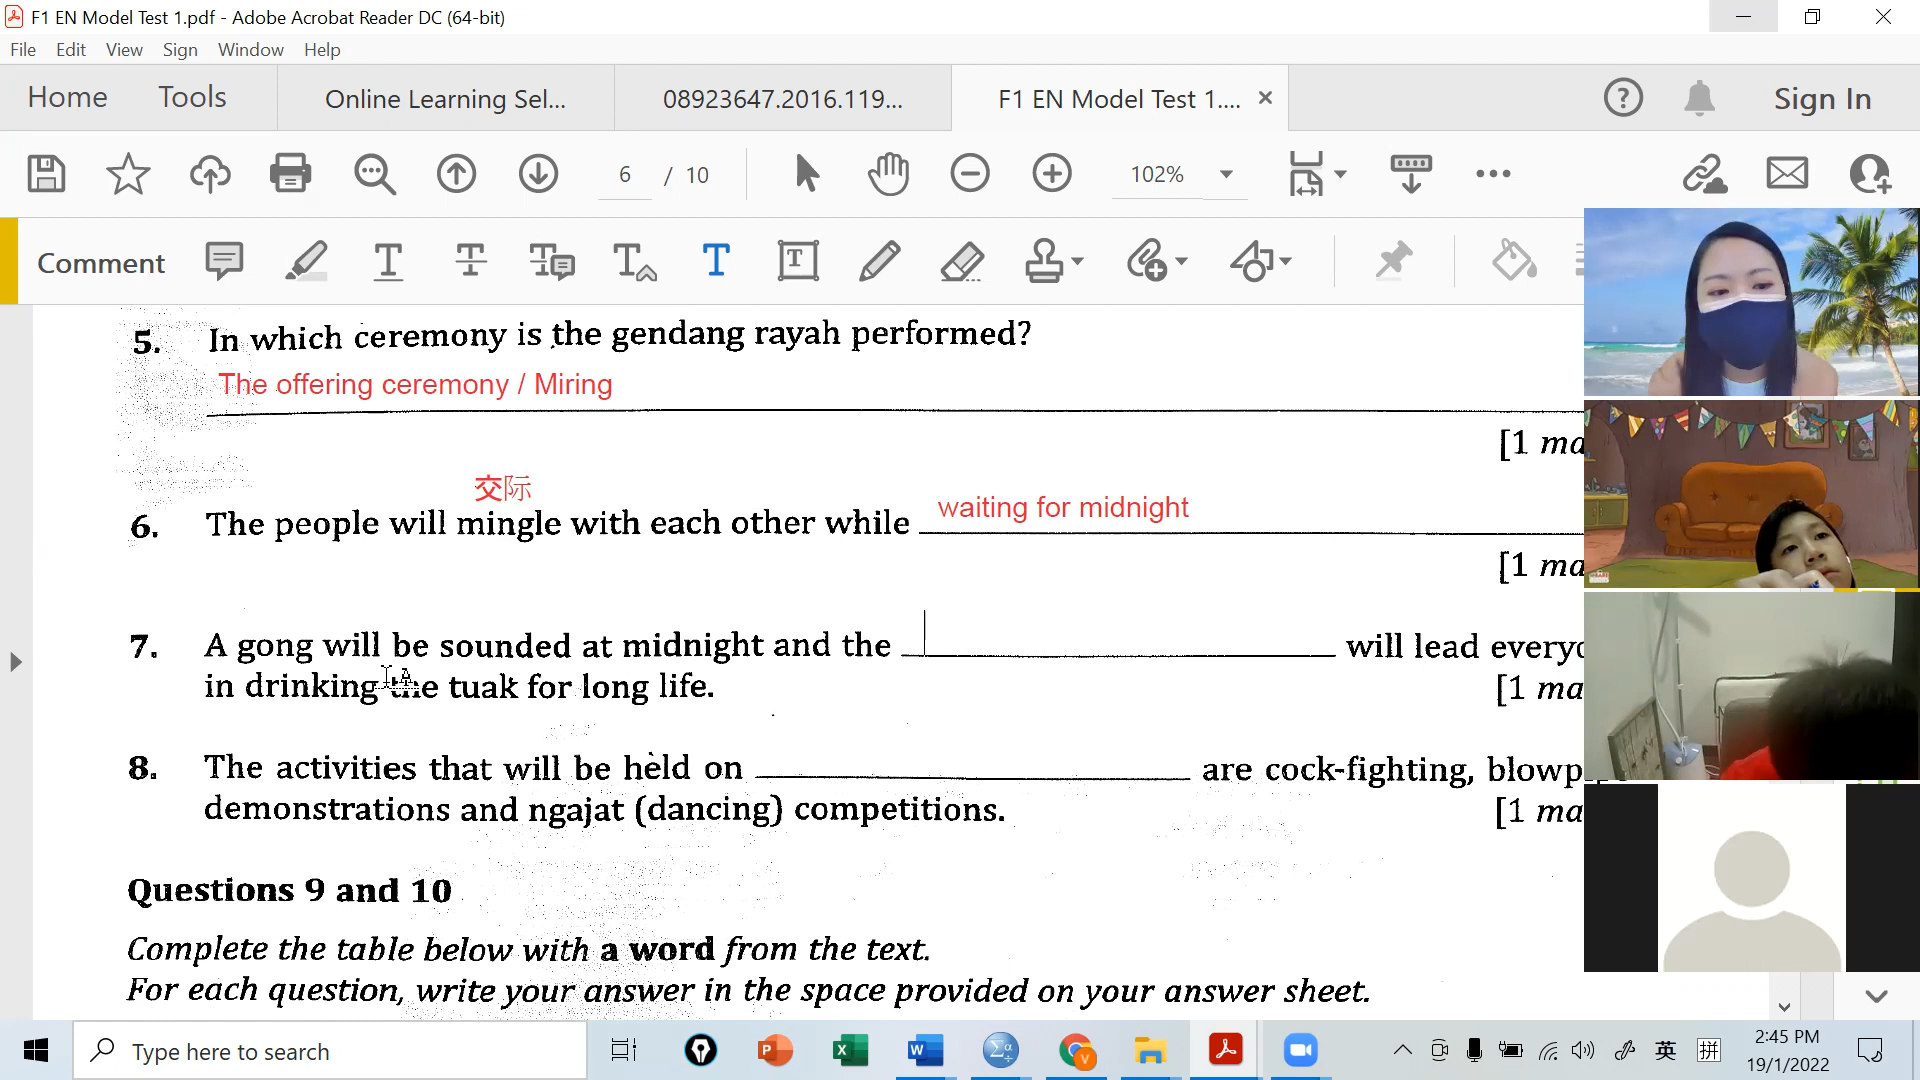 F1 EN Model Test 1.pdf - Adobe Acrobat Reader DC (64-bit)
File Edit View Sign Window Help
Home Tools Online Learning Sel... 08923647.2016.119... F1 EN Model Test 1.... Sign In
6 / 10 102%
Comment
5. In which ceremony is the gendang rayah performed?
The offering ceremony / Miring
[1 ma
交际
6. The people will mingle with each other while waiting for midnight
[1 ma
7. A gong will be sounded at midnight and the ____ will lead everyo
in drinking the tuak for long life.
[1 ma
8. The activities that will be held on ____ are cock-fighting, blowp
demonstrations and ngajat (dancing) competitions.
[1 ma
Questions 9 and 10
Complete the table below with a word from the text.
For each question, write your answer in the space provided on your answer sheet.
Type here to search
英 拼
2:45 PM
19/1/2022